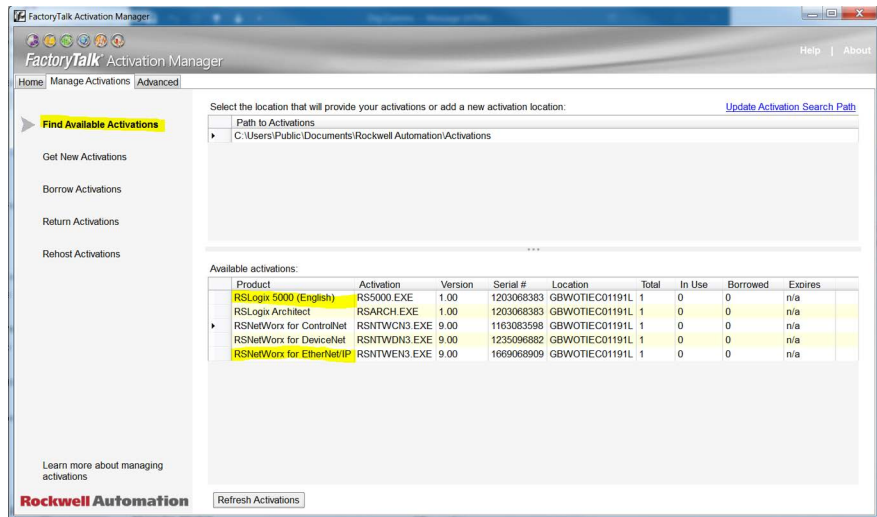 FactoryTalk Activation Manager
FactoryTalk® Activation Manager
Help | About
Home Manage Activations Advanced
Find Available Activations
Get New Activations
Borrow Activations
Return Activations
Rehost Activations
Learn more about managing
activations
Rockwell Automation
Select the location that will provide your activations or add a new activation location:
Update Activation Search Path
Path to Activations
C:\Users\Public\Documents\Rockwell Automation\Activations
Available activations:
Product Activation Version Serial # Location Total In Use Borrowed Expires
RSLogix 5000 (English) RS5000.EXE 1.00 1203068383 GBWOTIEC01191L 1 0 0 n/a
RSLogix Architect RSARCH.EXE 1.00 1203068383 GBWOTIEC01191L 1 0 0 n/a
RSNetWorx for ControlNet RSNTWCN3.EXE 9.00 1163083598 GBWOTIEC01191L 1 0 0 n/a
RSNetWorx for DeviceNet RSNTWDN3.EXE 9.00 1235096882 GBWOTIEC01191L 1 0 0 n/a
RSNetWorx for EtherNet/IP RSNTWEN3.EXE 9.00 1669068909 GBWOTIEC01191L 1 0 0 n/a
Refresh Activations